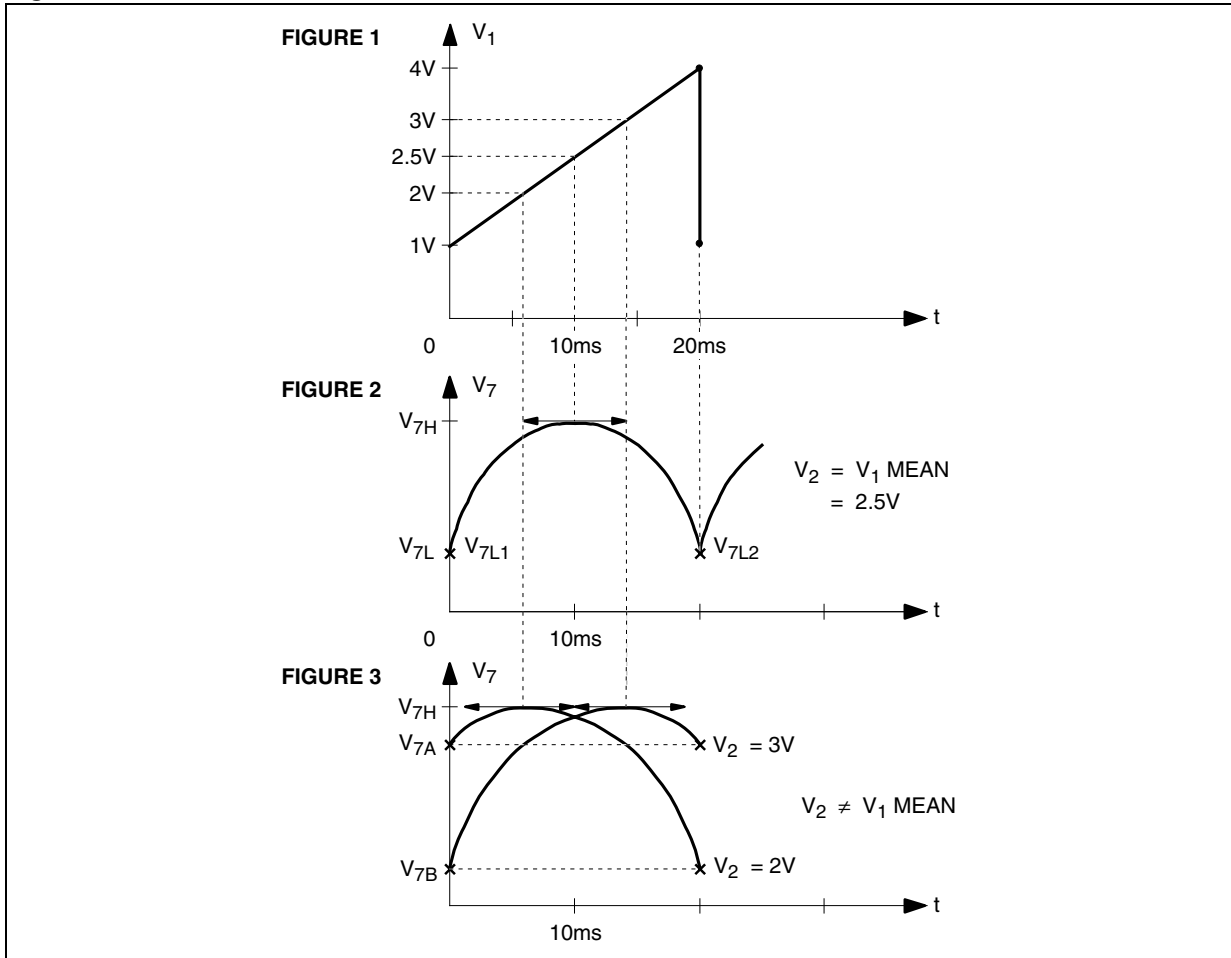 FIGURE 1
V1
4V
3V
2.5V
2V
1V
t
0
10ms
20ms
FIGURE 2
V7
V7H
V2 = V1 MEAN
= 2.5V
V7L
V7L1
V7L2
t
0
10ms
FIGURE 3
V7
V7H
V7A
V2 = 3V
V2 ≠ V1 MEAN
V7B
V2 = 2V
t
10ms